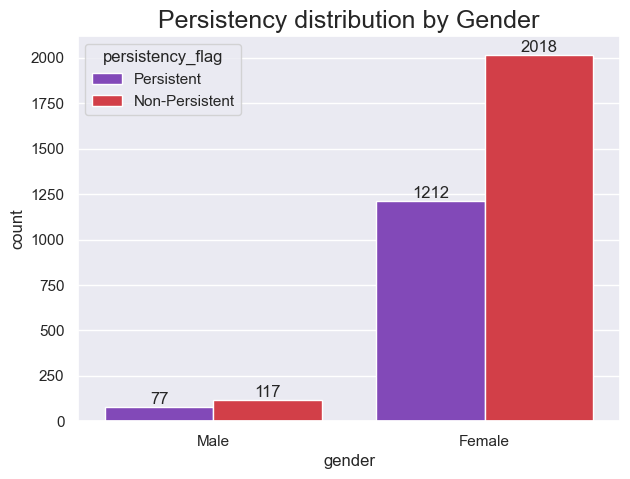 Persistency distribution by Gender
persistency_flag
Persistent
Non-Persistent
2000
1750
1500
1250
1000
750
500
250
0
count
77
117
1212
2018
Male
Female
gender